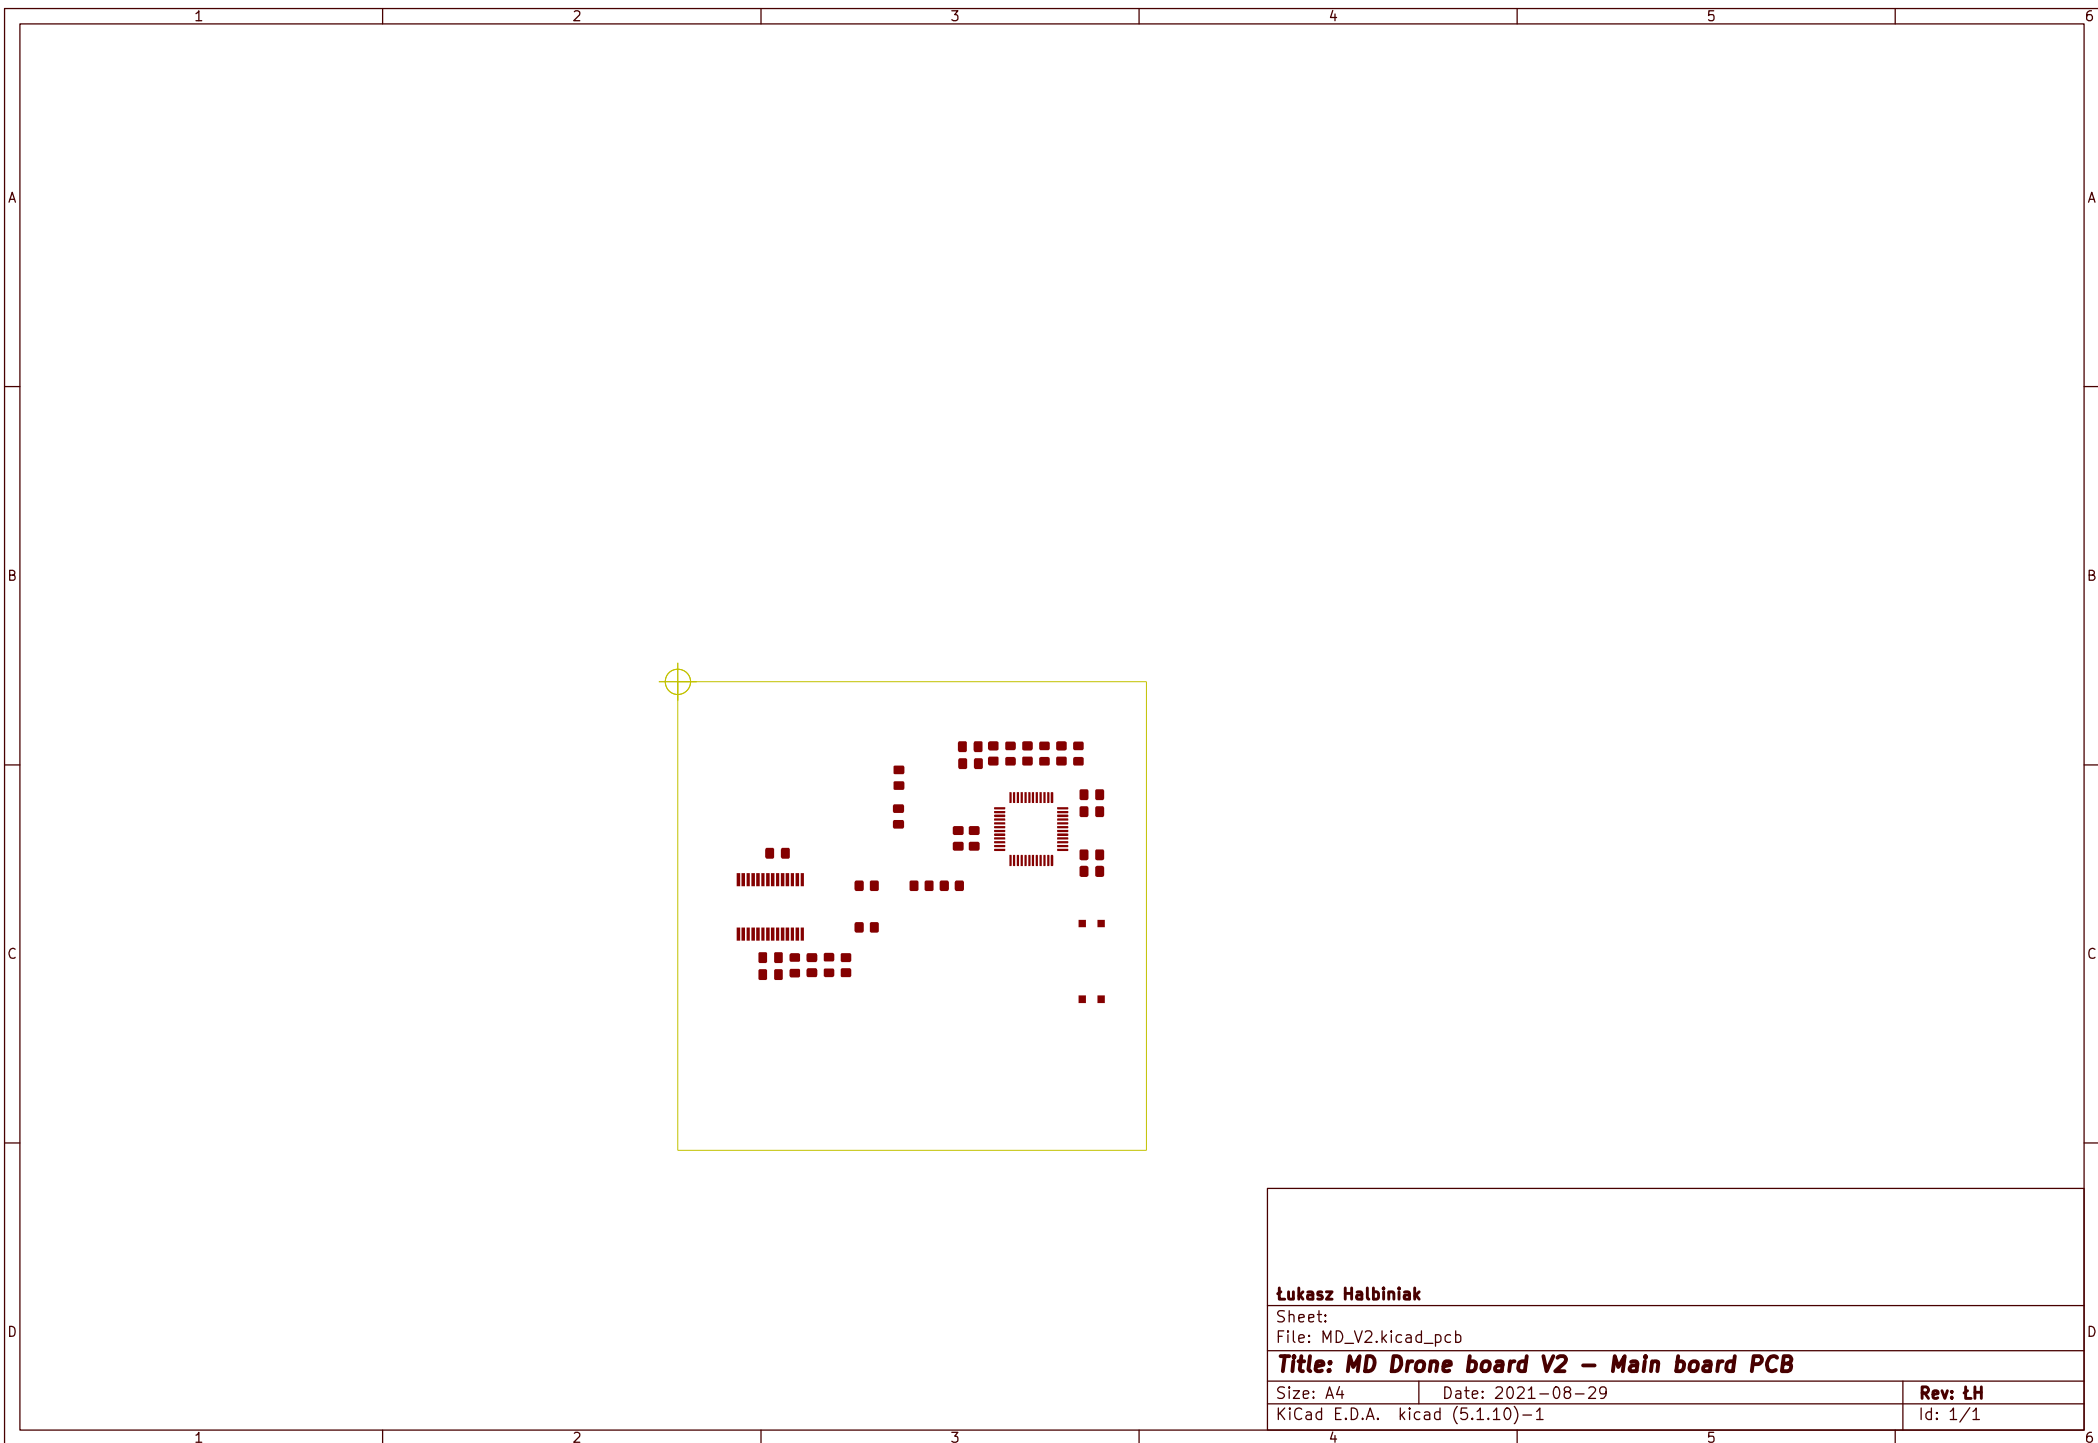 1 2 3 4 5 6
A A
B B
C C
Łukasz Halbiniak
Sheet:
File: MD_V2.kicad_pcb
D D
Title: MD Drone board V2 – Main board PCB
Size: A4 Date: 2021-08-29 Rev: ŁH
KiCad E.D.A. kicad (5.1.10)-1 Id: 1/1
1 2 3 4 5 6